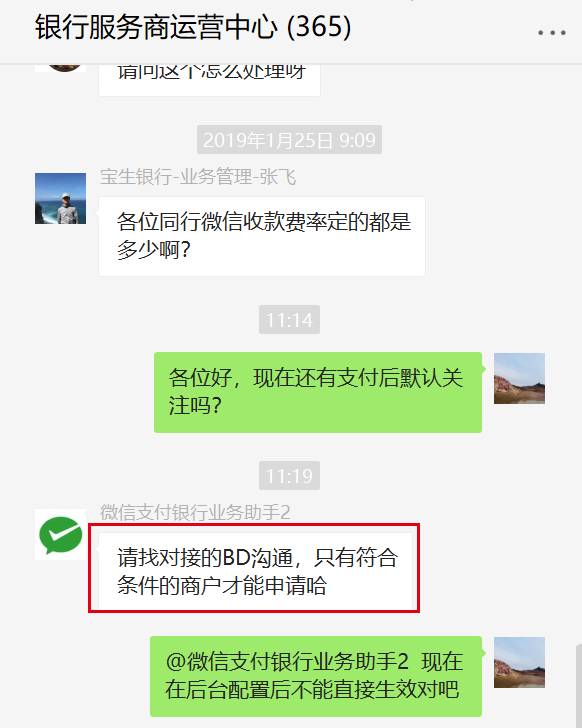 银行服务商运营中心 (365)
请问这个怎么处理呀
2019年1月25日 9:09
宝生银行-业务管理-张飞
各位同行微信收款费率定的都是
多少啊?
11:14
各位好，现在还有支付后默认关
注吗?
11:19
微信支付银行业务助手2
请找对接的BD沟通，只有符合
条件的商户才能申请哈
@微信支付银行业务助手2 现在
在后台配置后不能直接生效对吧